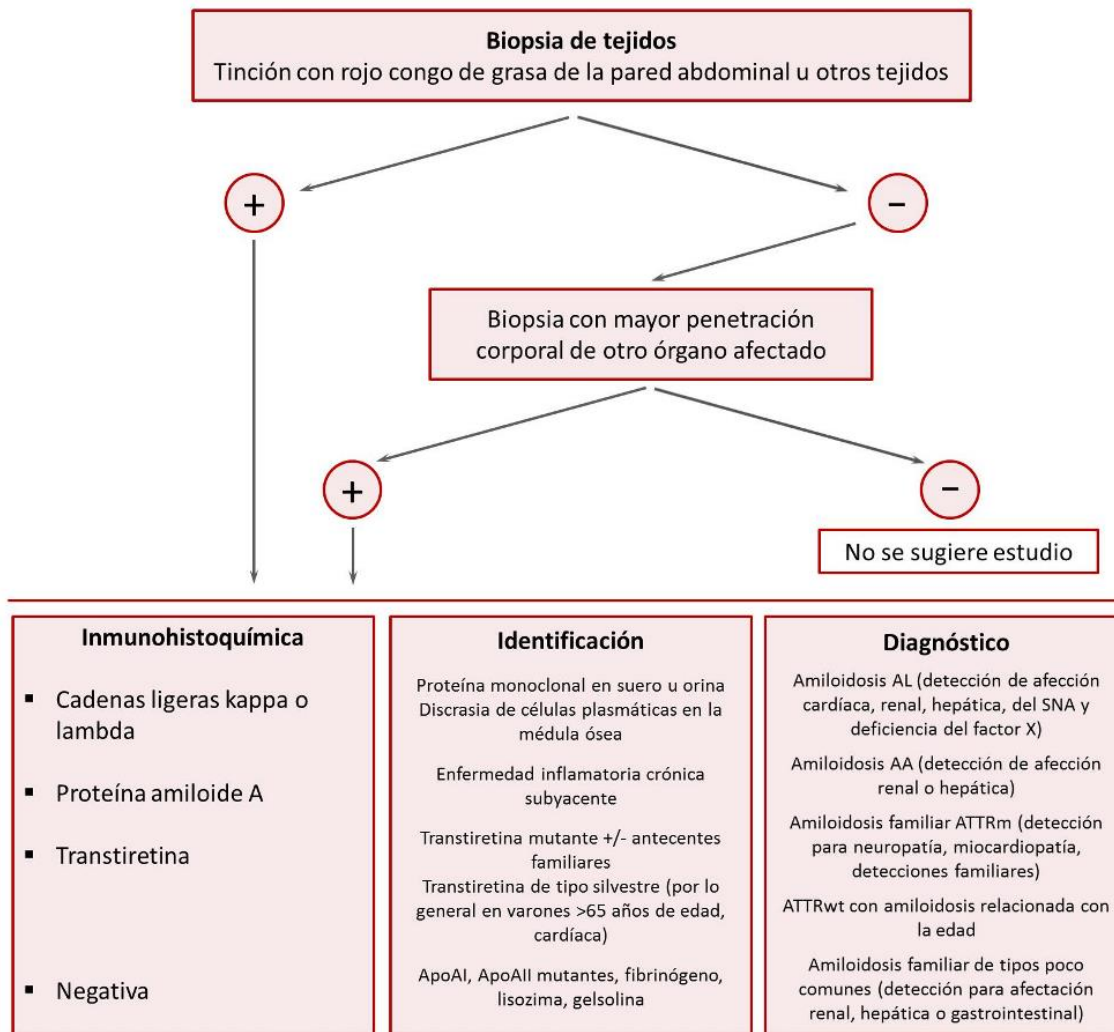 Biopsia de tejidos
Tinción con rojo congo de grasa de la pared abdominal u otros tejidos
+
−
Biopsia con mayor penetración
corporal de otro órgano afectado
+
−
No se sugiere estudio
Inmunohistoquímica
▪ Cadenas ligeras kappa o
lambda
▪ Proteína amiloide A
▪ Transtiretina
▪ Negativa
Identificación
Proteína monoclonal en suero u orina
Discrasia de células plasmáticas en la
médula ósea
Enfermedad inflamatoria crónica
subyacente
Transtiretina mutante +/- antecentes
familiares
Transtiretina de tipo silvestre (por lo
general en varones >65 años de edad,
cardíaca)
ApoAI, ApoAII mutantes, fibrinógeno,
lisozima, gelsolina
Diagnóstico
Amiloidosis AL (detección de afección
cardíaca, renal, hepática, del SNA y
deficiencia del factor X)
Amiloidosis AA (detección de afección
renal o hepática)
Amiloidosis familiar ATTRm (detección
para neuropatía, miocardiopatía,
detecciones familiares)
ATTRwt con amiloidosis relacionada con
la edad
Amiloidosis familiar de tipos poco
comunes (detección para afectación
renal, hepática o gastrointestinal)